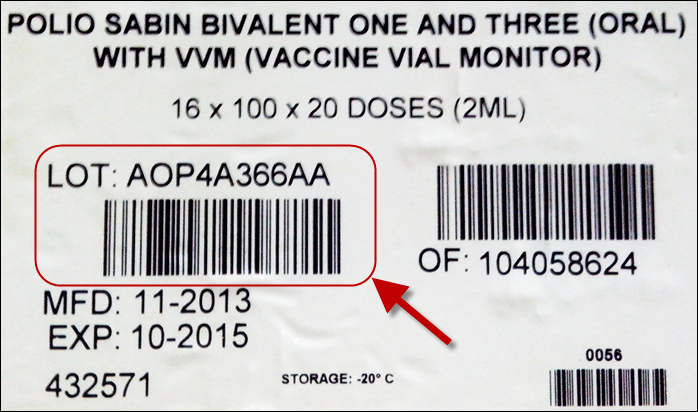 POLIO SABIN BIVALENT ONE AND THREE (ORAL)
WITH VVM (VACCINE VIAL MONITOR)
16 x 100 x 20 DOSES (2ML)
LOT: AOP4A366AA
OF: 104058624
MFD: 11-2013
EXP: 10-2015
432571
STORAGE: -20° C
0056